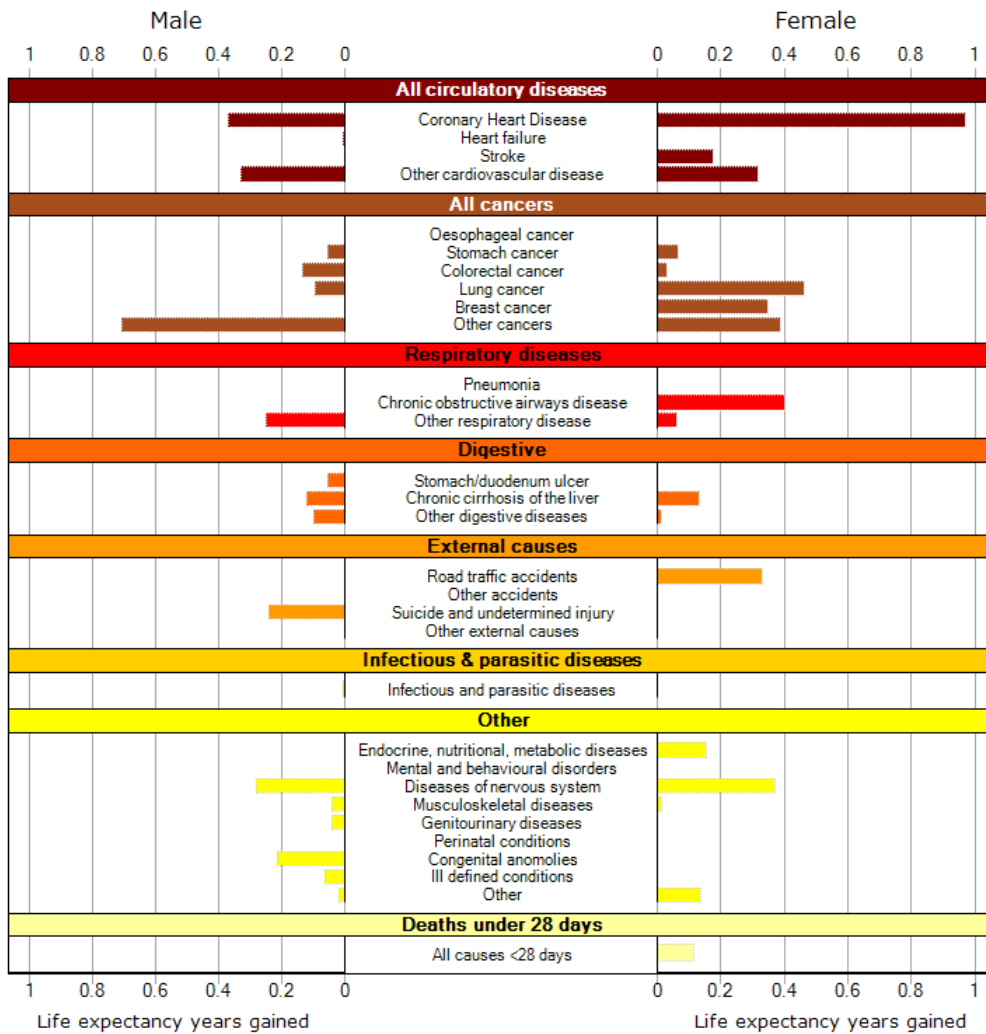 Male Female
1 0.8 0.6 0.4 0.2 0 0 0.2 0.4 0.6 0.8 1
All circulatory diseases
Coronary Heart Disease
Heart failure
Stroke
Other cardiovascular disease
All cancers
Oesophageal cancer
Stomach cancer
Colorectal cancer
Lung cancer
Breast cancer
Other cancers
Respiratory diseases
Pneumonia
Chronic obstructive airways disease
Other respiratory disease
Digestive
Stomach/duodenum ulcer
Chronic cirrhosis of the liver
Other digestive diseases
External causes
Road traffic accidents
Other accidents
Suicide and undetermined injury
Other external causes
Infectious & parasitic diseases
Infectious and parasitic diseases
Other
Endocrine, nutritional, metabolic diseases
Mental and behavioural disorders
Diseases of nervous system
Musculoskeletal diseases
Genitourinary diseases
Perinatal conditions
Congenital anomolies
Ill defined conditions
Other
Deaths under 28 days
All causes <28 days
1 0.8 0.6 0.4 0.2 0 0 0.2 0.4 0.6 0.8 1
Life expectancy years gained Life expectancy years gained